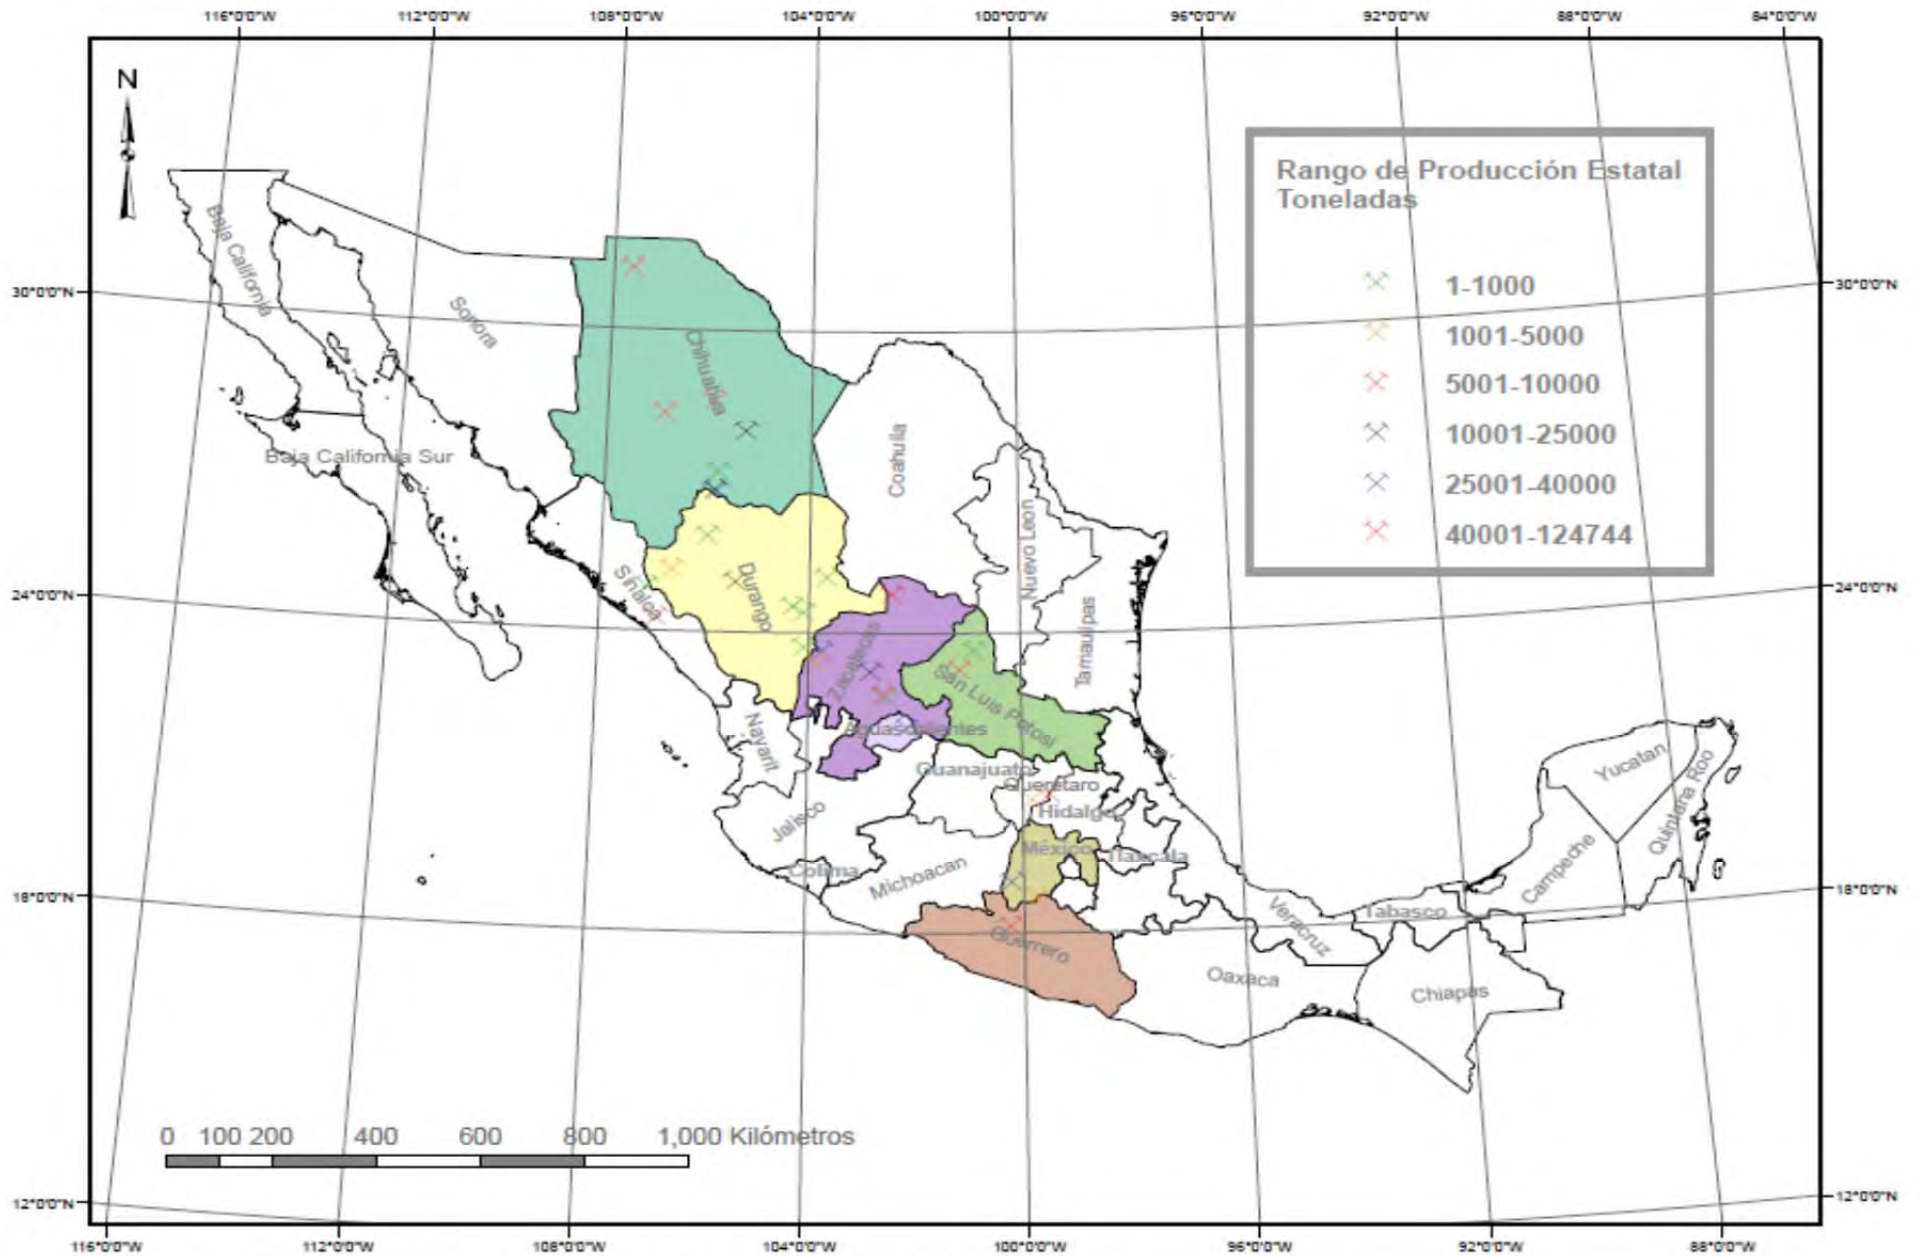 116°0'0"W 112°0'0"W 108°0'0"W 104°0'0"W 100°0'0"W 96°0'0"W 92°0'0"W 88°0'0"W 84°0'0"W
N
Rango de Producción Estatal
Toneladas
1-1000
1001-5000
5001-10000
10001-25000
25001-40000
40001-124744
30°0'0"N
30°0'0"N
24°0'0"N
24°0'0"N
18°0'0"N
18°0'0"N
12°0'0"N
12°0'0"N
Baja California
Sonora
Chihuahua
Baja California Sur
Coahuila
Nuevo Leon
Sinaloa
Durango
Tamaulipas
Zacatecas
San Luis Potosi
Nayarit
Aguascalientes
Guanajuato
Queretaro
Hidalgo
Jalisco
México
Tlaxcala
Colima
Michoacan
Guerrero
Veracruz
Tabasco
Campeche
Yucatan
Quintana Roo
Oaxaca
Chiapas
0 100 200 400 600 800 1,000 Kilómetros
116°0'0"W 112°0'0"W 108°0'0"W 104°0'0"W 100°0'0"W 96°0'0"W 92°0'0"W 88°0'0"W